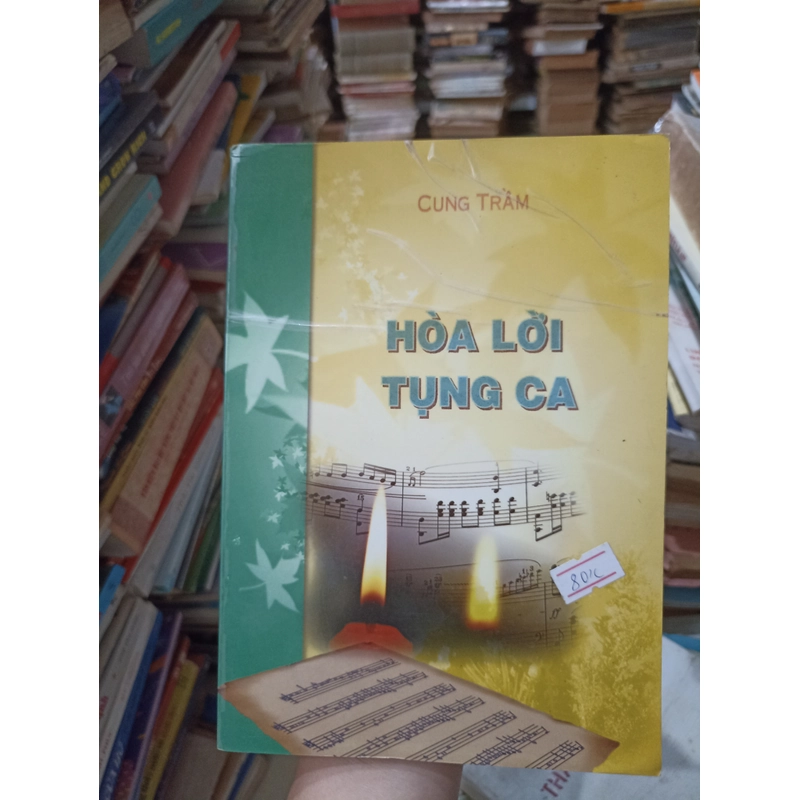 CUNG TRẦM
HÒA LỜI
TỤNG CA
80k